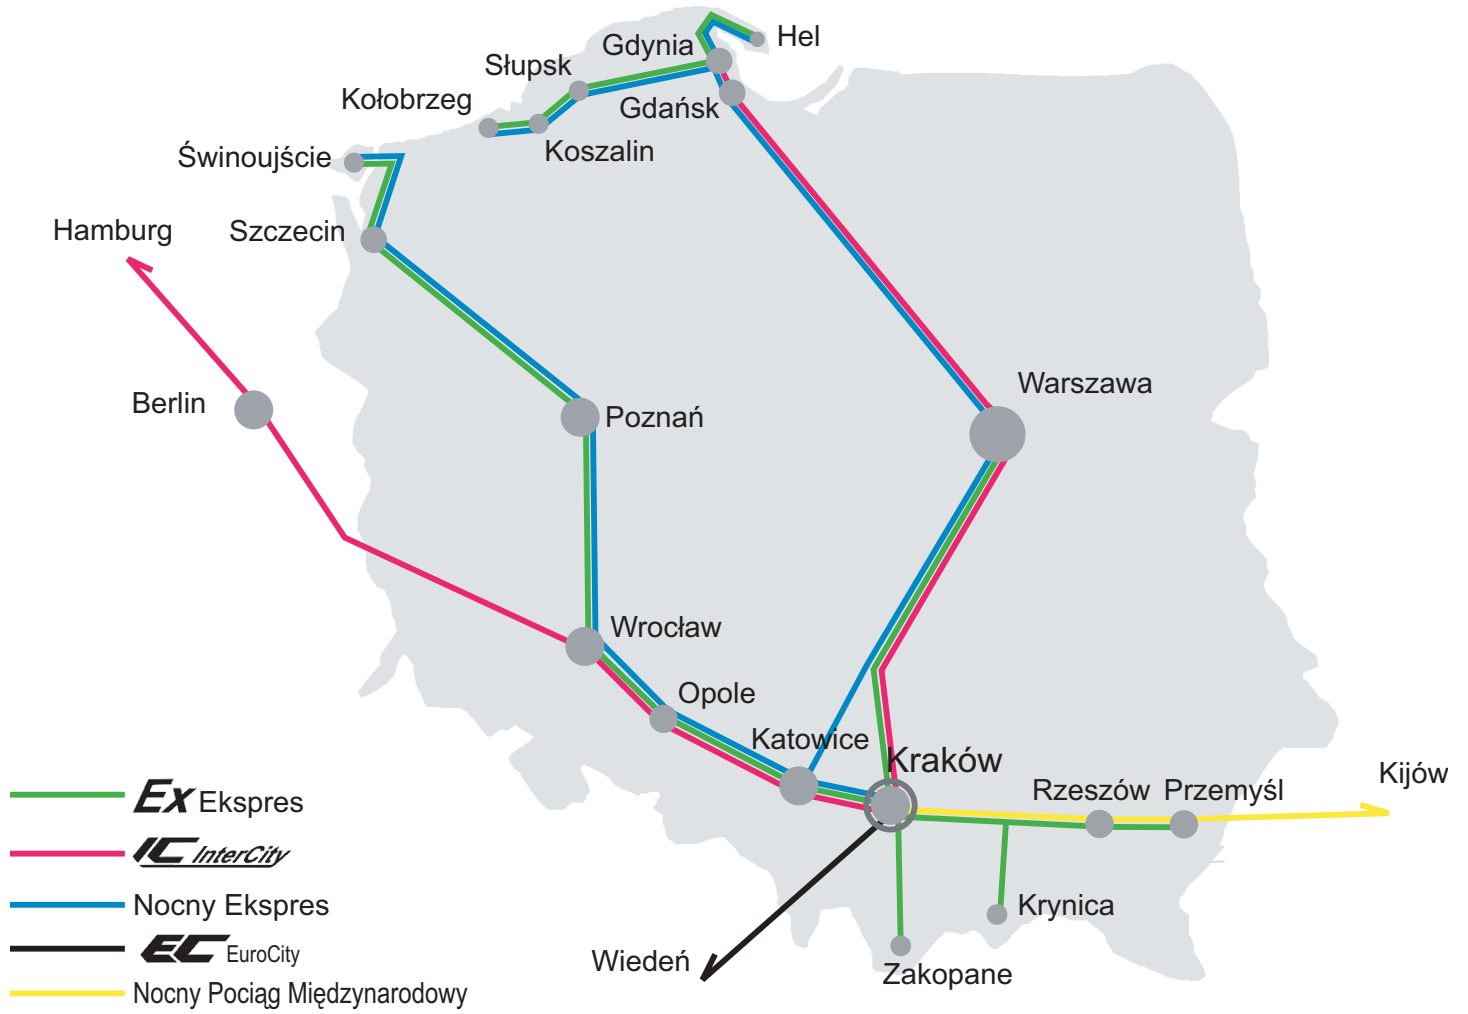 Hel
Gdynia
Słupsk
Kołobrzeg
Gdańsk
Koszalin
Świnoujście
Hamburg
Szczecin
Warszawa
Berlin
Poznań
Wrocław
Opole
Katowice
Kraków
Kijów
Rzeszów
Przemyśl
Krynica
Wiedeń
Zakopane
Ex Ekspres
IC InterCity
Nocny Ekspres
EC EuroCity
Nocny Pociąg Międzynarodowy